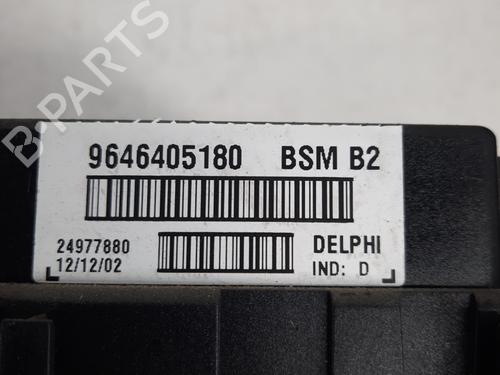 9646405180 BSM B2
24977880 DELPHI
12/12/02 IND: D
B-PARTS